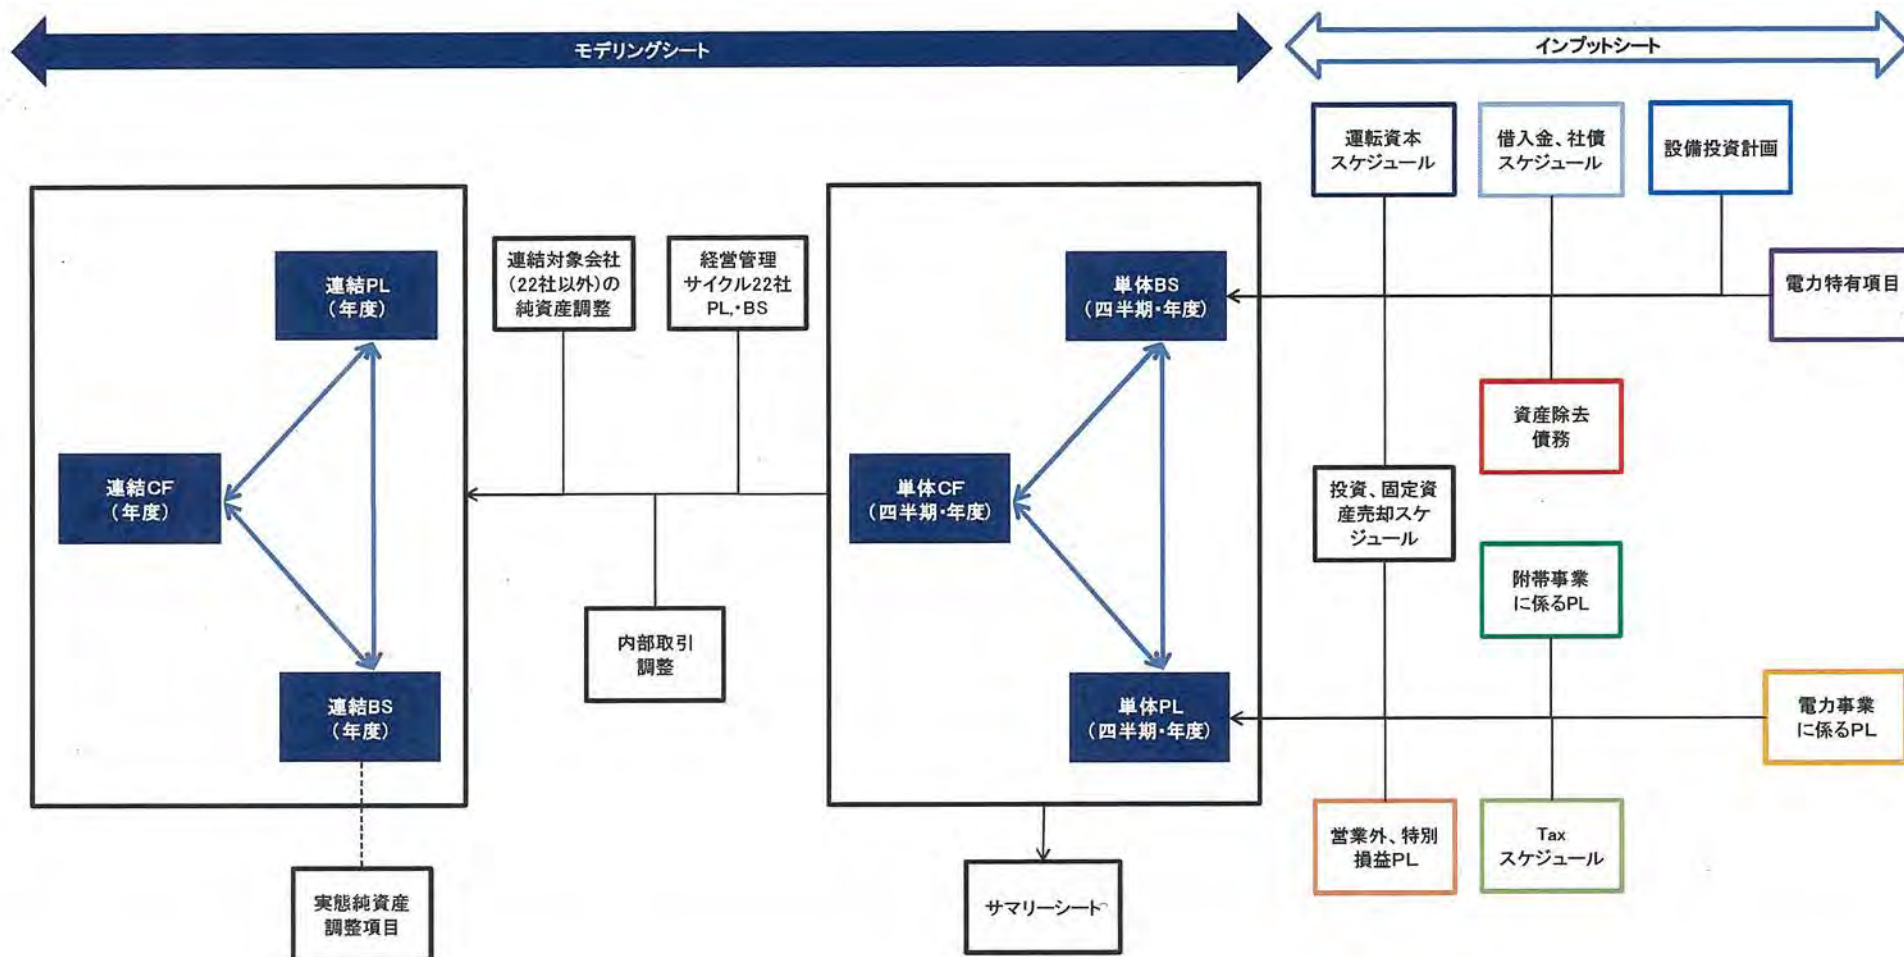 モデリングシート
インプットシート
運転資本
スケジュール
借入金、社債
スケジュール
設備投資計画
連結PL
（年度）
連結対象会社
（22社以外）の
純資産調整
経営管理
サイクル22社
PL,・BS
単体BS
（四半期・年度）
電力特有項目
資産除去
債務
連結CF
（年度）
単体CF
（四半期・年度）
投資、固定資
産売却スケ
ジュール
附帯事業
に係るPL
内部取引
調整
連結BS
（年度）
単体PL
（四半期・年度）
電力事業
に係るPL
営業外、特別
損益PL
Tax
スケジュール
実態純資産
調整項目
サマリーシート